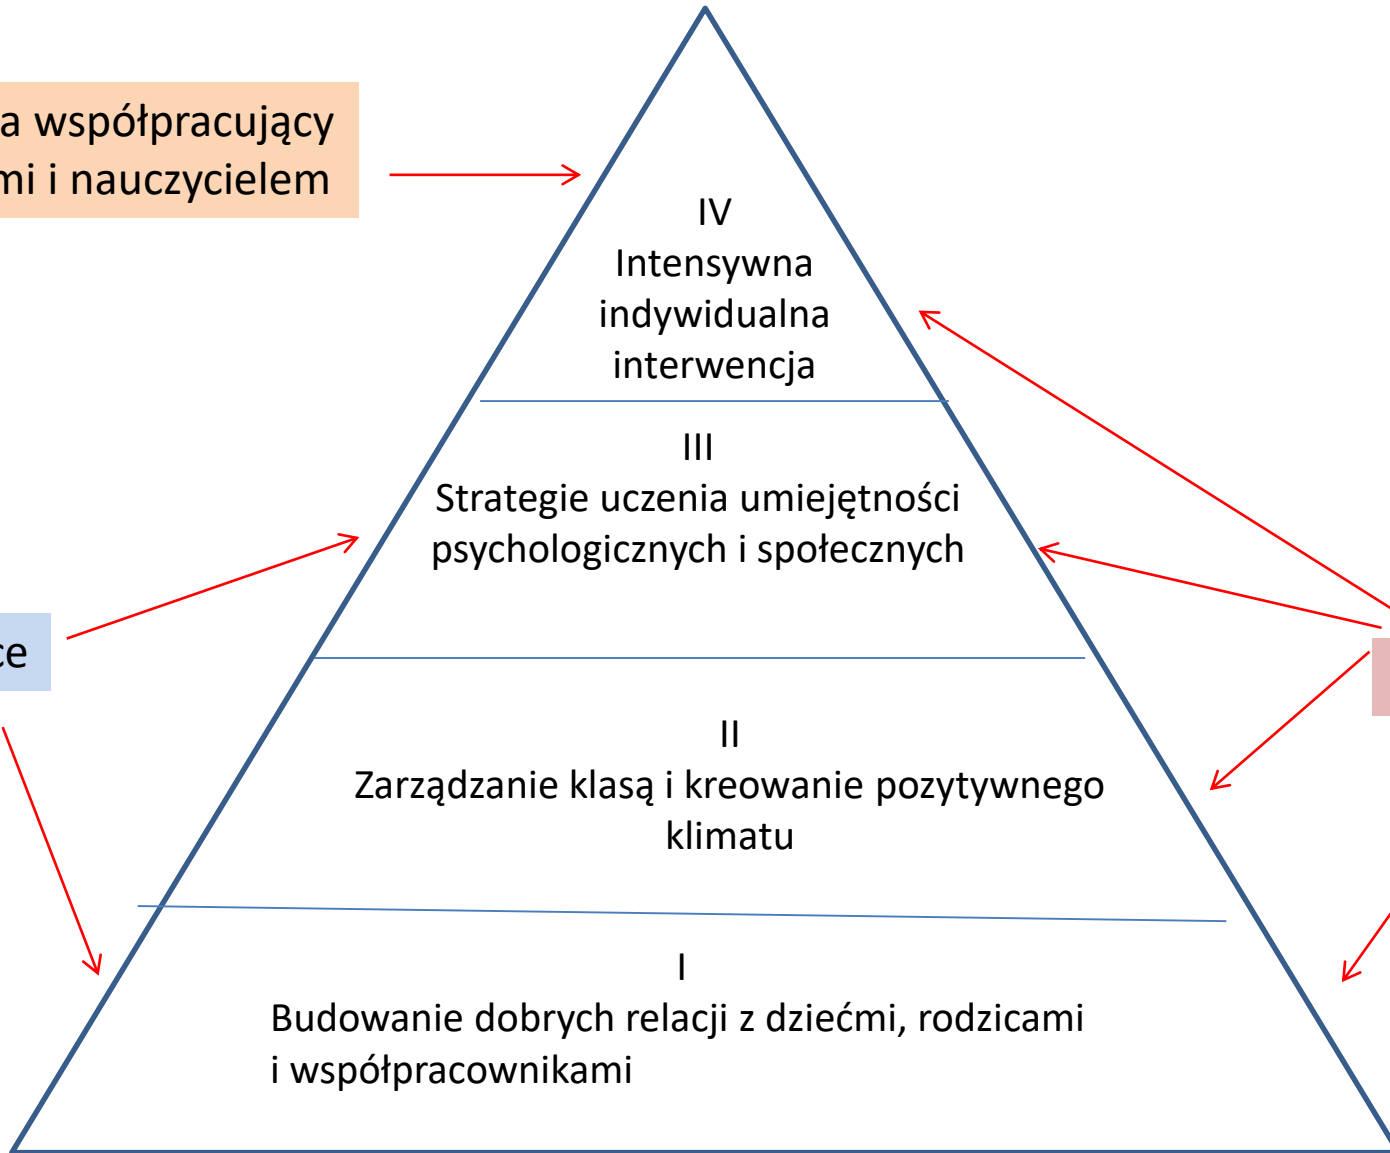 a współpracujący
mi i nauczycielem
IV
Intensywna
indywidualna
interwencja
III
Strategie uczenia umiejętności
psychologicznych i społecznych
ce
II
Zarządzanie klasą i kreowanie pozytywnego
klimatu
I
Budowanie dobrych relacji z dziećmi, rodzicami
i współpracownikami